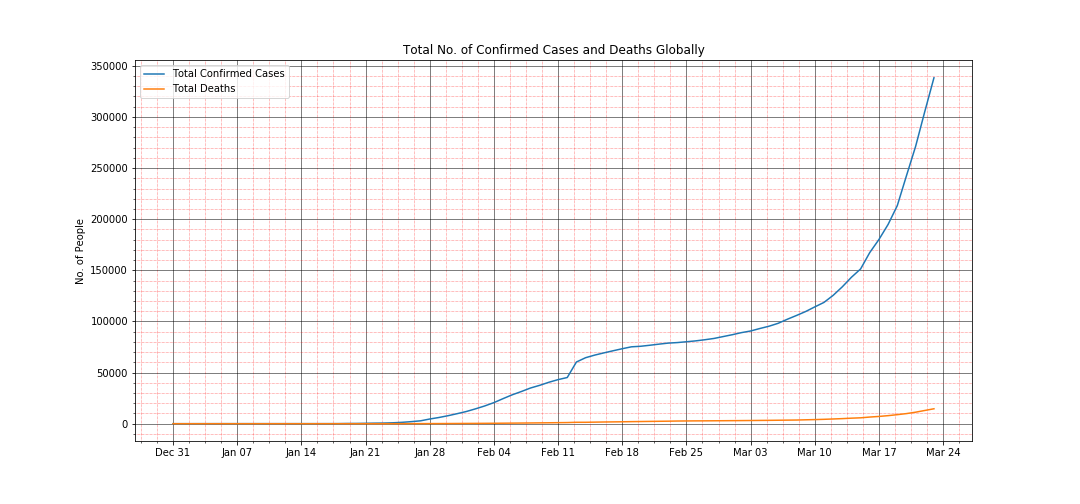 Total No. of Confirmed Cases and Deaths Globally
Total Confirmed Cases
Total Deaths
No. of People
350000
300000
250000
200000
150000
100000
50000
0
Dec 31 Jan 07 Jan 14 Jan 21 Jan 28 Feb 04 Feb 11 Feb 18 Feb 25 Mar 03 Mar 10 Mar 17 Mar 24